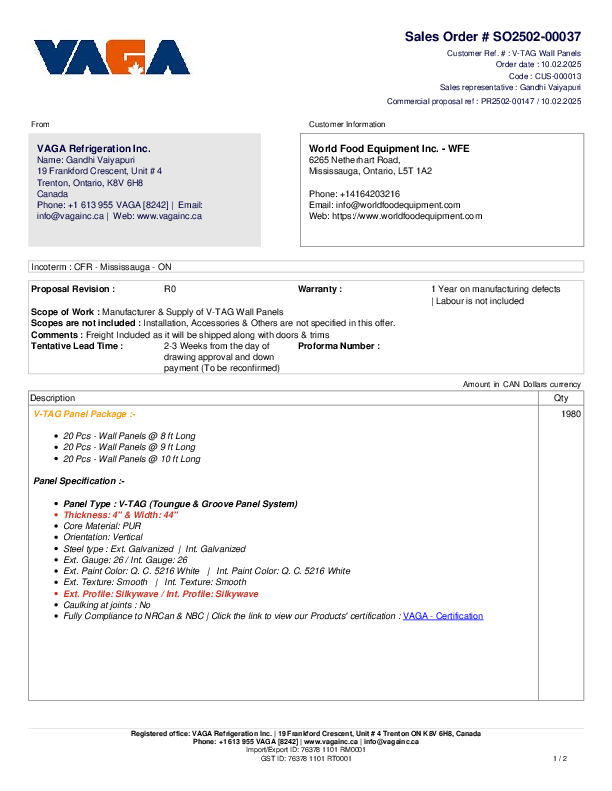 VAGA
Sales Order # SO2502-00037
Customer Ref. # : V-TAG Wall Panels
Order date : 10.02.2025
Code : CUS-000013
Sales representative : Gandhi Vaiyapuri
Commercial proposal ref : PR2502-00147 / 10.02.2025
From
VAGA Refrigeration Inc.
Name: Gandhi Vaiyapuri
19 Frankford Crescent, Unit # 4
Trenton, Ontario, K8V 6H8
Canada
Phone: +1 613 955 VAGA [8242] | Email:
info@vagainc.ca | Web: www.vagainc.ca
Customer Information
World Food Equipment Inc. - WFE
6265 Netherhart Road,
Mississauga, Ontario, L5T 1A2
Phone: +14164203216
Email: info@worldfoodequipment.com
Web: https://www.worldfoodequipment.com
Incoterm : CFR - Mississauga - ON
Proposal Revision : R0 Warranty : 1 Year on manufacturing defects
| Labour is not included
Scope of Work : Manufacturer & Supply of V-TAG Wall Panels
Scopes are not included : Installation, Accessories & Others are not specified in this offer.
Comments : Freight Included as it will be shipped along with doors & trims
Tentative Lead Time : 2-3 Weeks from the day of Proforma Number :
drawing approval and down
payment (To be reconfirmed)
Amount in CAN Dollars currency
Description Qty
V-TAG Panel Package :- 1980
• 20 Pcs - Wall Panels @ 8 ft Long
• 20 Pcs - Wall Panels @ 9 ft Long
• 20 Pcs - Wall Panels @ 10 ft Long
Panel Specification :-
• Panel Type : V-TAG (Toungue & Groove Panel System)
• Thickness: 4" & Width: 44"
• Core Material: PUR
• Orientation: Vertical
• Steel type : Ext. Galvanized | Int. Galvanized
• Ext. Gauge: 26 / Int. Gauge: 26
• Ext. Paint Color: Q. C. 5216 White | Int. Paint Color: Q. C. 5216 White
• Ext. Texture: Smooth | Int. Texture: Smooth
• Ext. Profile: Silkywave / Int. Profile: Silkywave
• Caulking at joints : No
• Fully Compliance to NRCan & NBC | Click the link to view our Products' certification : VAGA - Certification
Registered office: VAGA Refrigeration Inc. | 19 Frankford Crescent, Unit # 4 Trenton ON K8V 6H8, Canada
Phone: +1 613 955 VAGA [8242] | www.vagainc.ca | info@vagainc.ca
Import/Export ID: 76378 1101 RM0001
GST ID: 76378 1101 RT0001
1 / 2